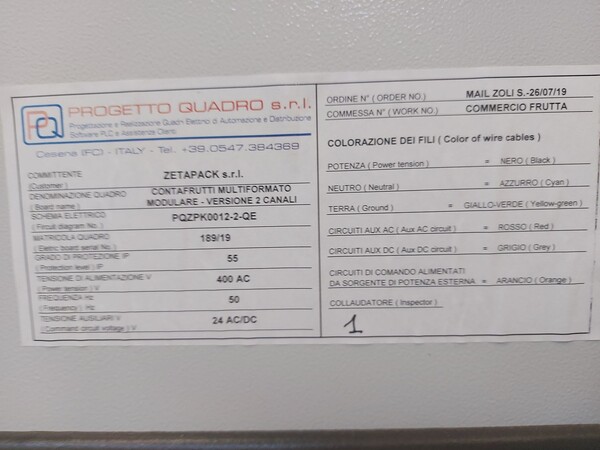 PQ
PROGETTO QUADRO s.r.l.
Progettazione e Realizzazione Quadri Elettrici di Automazione e Distribuzione
Software PLC e Assistenza Clienti
Cesena (FC) - ITALY - Tel. +39.0547.384369
COMMITTENTE
(Customer)
ZETAPACK s.r.l.
DENOMINAZIONE QUADRO
(Board name)
CONTAFRUTTI MULTIFORMATO
MODULARE - VERSIONE 2 CANALI
SCHEMA ELETTRICO
(Fircuit diagram No.)
PQZPK0012-2-QE
MATRICOLA QUADRO
(Eletric board serial No.)
189/19
GRADO DI PROTEZIONE IP
(Protection level) IP
55
TENSIONE DI ALIMENTAZIONE V
(Power tension) V
400 AC
FREQUENZA Hz
(Frequency) Hz
50
TENSIONE AUSILIARI V
(Command circuit voltage) V
24 AC/DC
ORDINE N° ( ORDER NO.)
MAIL ZOLI S.-26/07/19
COMMESSA N° ( WORK NO.)
COMMERCIO FRUTTA
COLORAZIONE DEI FILI ( Color of wire cables)
POTENZA ( Power tension) = NERO ( Black)
NEUTRO ( Neutral) = AZZURRO ( Cyan)
TERRA ( Ground) = GIALLO-VERDE ( Yellow-green)
CIRCUITI AUX AC ( Aux AC circuit) = ROSSO ( Red)
CIRCUITI AUX DC ( Aux DC circuit) = GRIGIO ( Grey)
CIRCUITI DI COMANDO ALIMENTATI
DA SORGENTE DI POTENZA ESTERNA = ARANCIO ( Orange)
COLLAUDATORE ( Inspector)
1